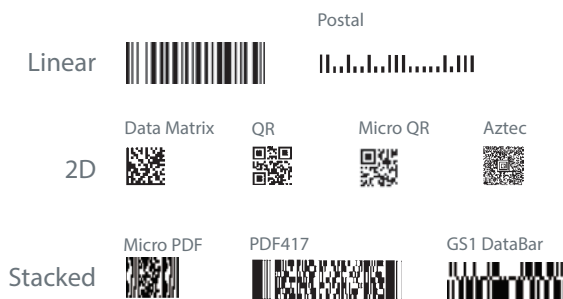 Postal
Linear
Data Matrix QR Micro QR Aztec
2D
Micro PDF PDF417 GS1 DataBar
Stacked